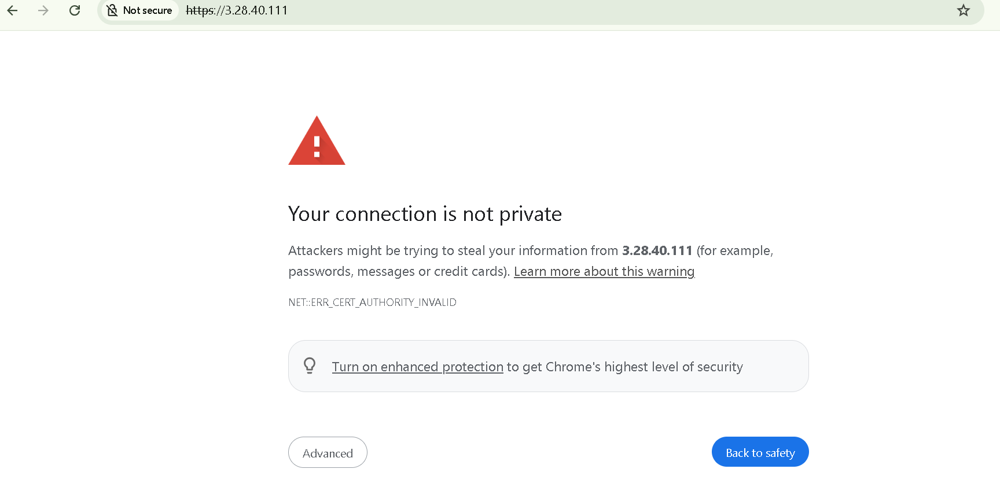 Not secure https://3.28.40.111
Your connection is not private
Attackers might be trying to steal your information from 3.28.40.111 (for example,
passwords, messages or credit cards). Learn more about this warning
NET::ERR_CERT_AUTHORITY_INVALID
Turn on enhanced protection to get Chrome's highest level of security
Advanced
Back to safety